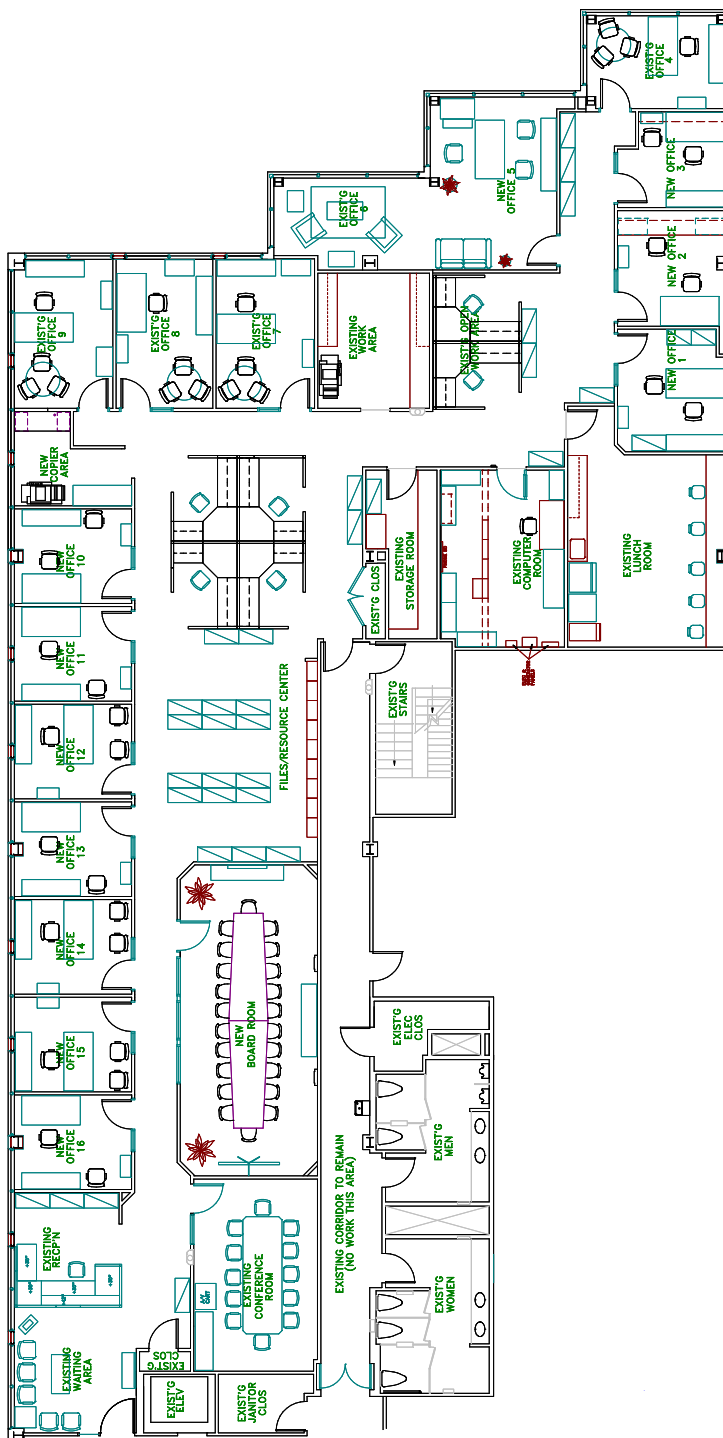 EXIST'G
OFFICE
4
NEW OFFICE
3
NEW OFFICE
2
NEW OFFICE
1
NEW
OFFICE 5
EXIST'G
OFFICE
6
EXIST'G
OFFICE
9
EXIST'G
OFFICE
8
EXIST'G
OFFICE
7
EXISTING
WORK
AREA
EXIST'G OPEN
WORK AREA
NEW
COPIER
AREA
NEW
OFFICE
10
NEW
OFFICE
11
NEW
OFFICE
12
NEW
OFFICE
13
NEW
OFFICE
14
NEW
OFFICE
15
NEW
OFFICE
16
EXIST'G CLOS
EXISTING
STORAGE ROOM
EXISTING
COMPUTER
ROOM
EXISTING
LUNCH
ROOM
FILES/RESOURCE CENTER
EXIST'G
STAIRS
NEW
BOARD ROOM
EXIST'G
ELEC
CLOS
EXIST'G
MEN
EXISTING CORRIDOR TO REMAIN
(NO WORK THIS AREA)
EXIST'G
WOMEN
EXISTING
RECP'N
EXISTING
CONFERENCE
ROOM
A/V
CART
EXISTING
WAITING
AREA
EXIST'G
CLOS
EXIST'G
ELEV
EXIST'G
JANITOR
CLOS